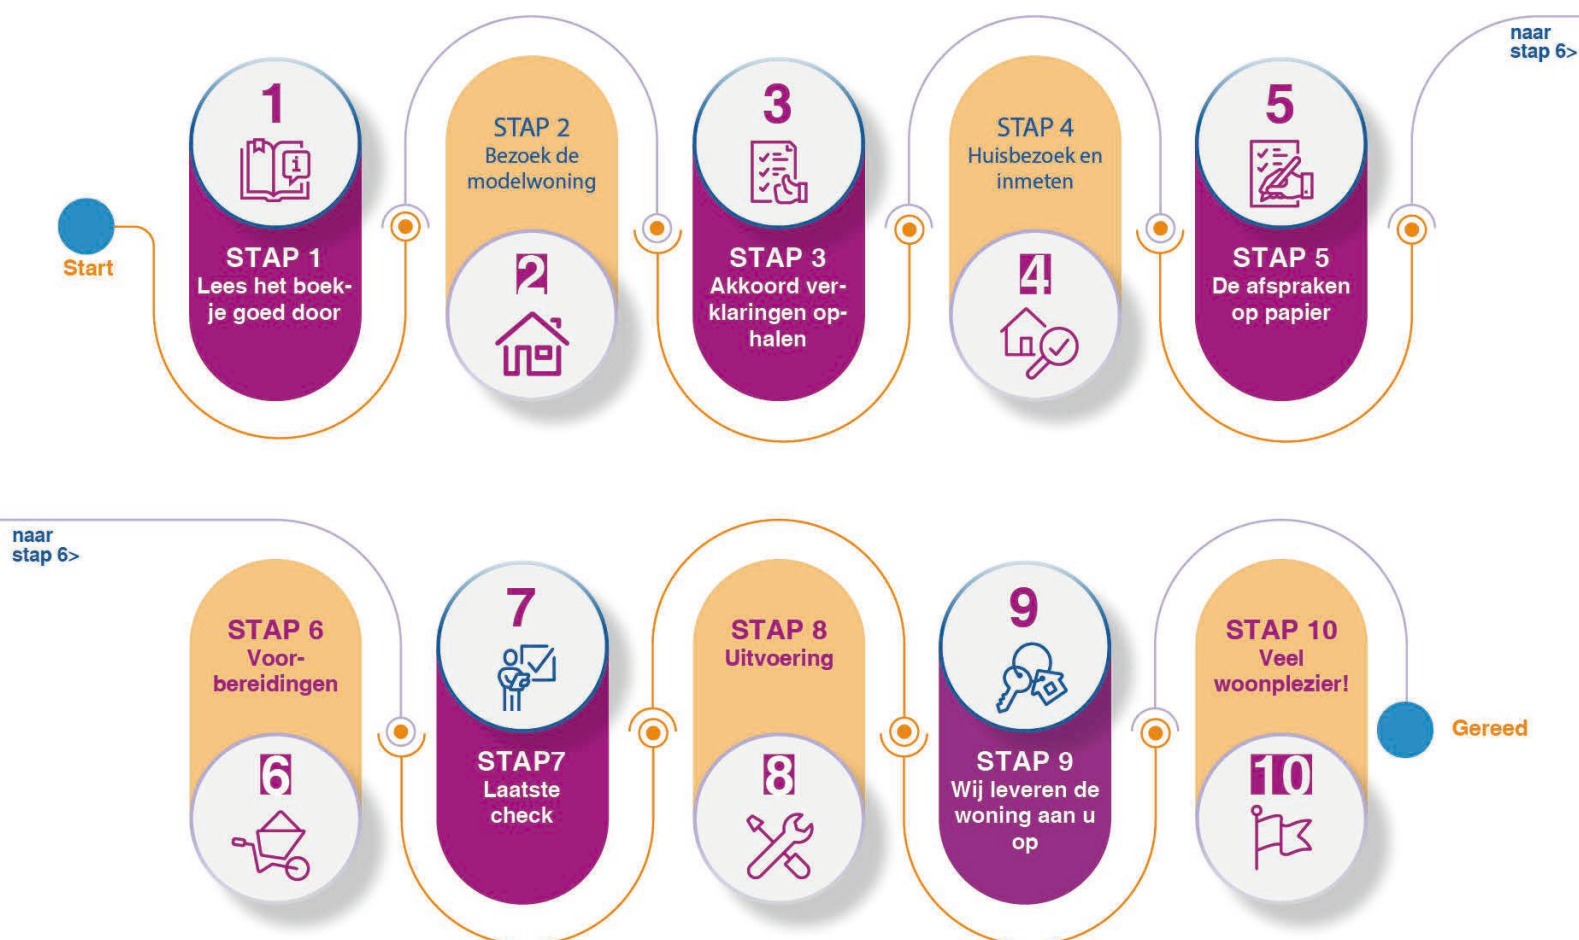 naar
stap 6>
Start
1
STAP 1
Lees het boek-
je goed door
STAP 2
Bezoek de
modelwoning
2
3
STAP 3
Akkoord ver-
klaringen op-
halen
STAP 4
Huisbezoek en
inmeten
4
5
STAP 5
De afspraken
op papier
naar
stap 6>
STAP 6
Voor-
bereidingen
6
7
STAP7
Laatste
check
STAP 8
Uitvoering
8
9
STAP 9
Wij leveren de
woning aan u
op
STAP 10
Veel
woonplezier!
10
Gereed